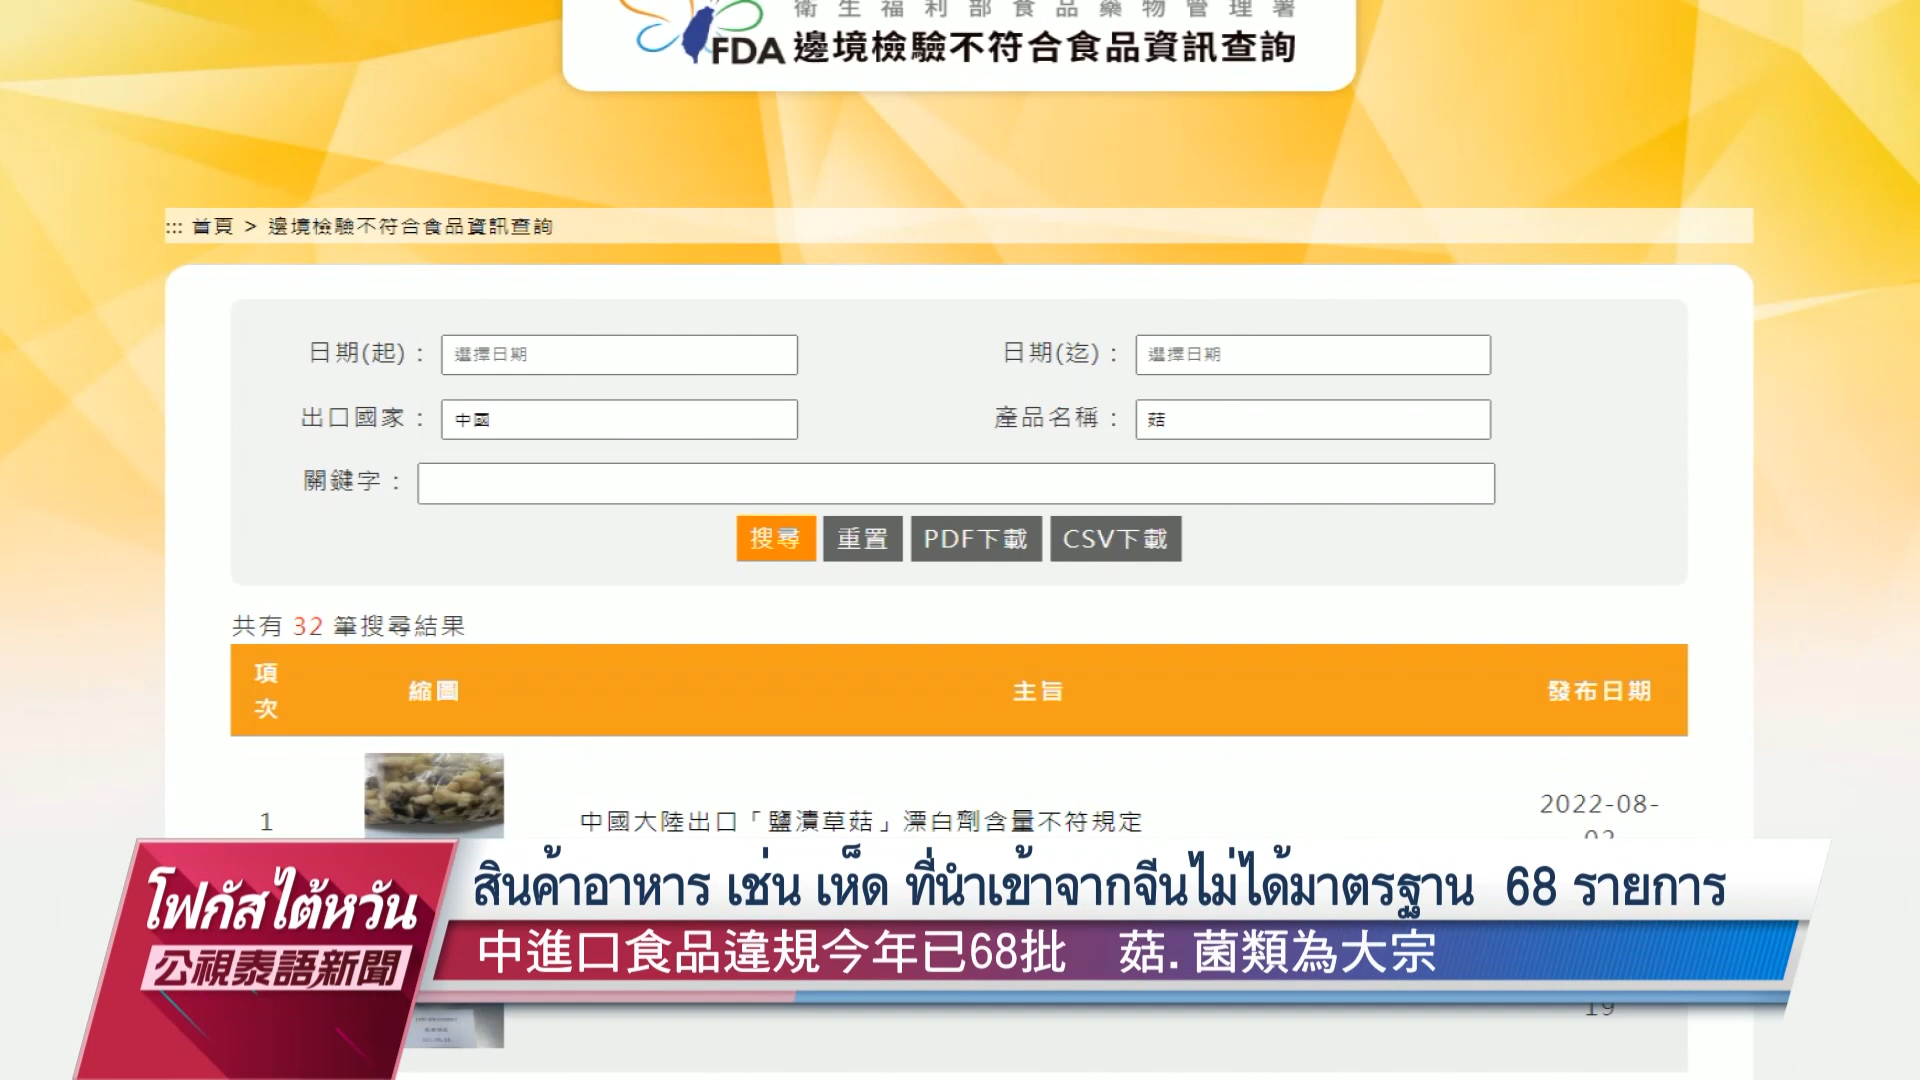 衛生福利部食品藥物管理署
FDA 邊境檢驗不符合食品資訊查詢
::: 首頁 > 邊境檢驗不符合食品資訊查詢
日期(起)： 選擇日期 日期(迄)： 選擇日期
出口國家： 中國 產品名稱： 菇
關鍵字：
搜尋 重置 PDF下載 CSV下載
共有 32 筆搜尋結果
項次 縮圖 主旨 發布日期
1 中國大陸出口「鹽漬草菇」漂白劑含量不符規定 2022-08-
สินค้าอาหาร เช่น เห็ด ที่นำเข้าจากจีนไม่ได้มาตรฐาน 68 รายการ
โฟกัสไต้หวัน
中進口食品違規今年已68批 菇.菌類為大宗
公視泰語新聞
19